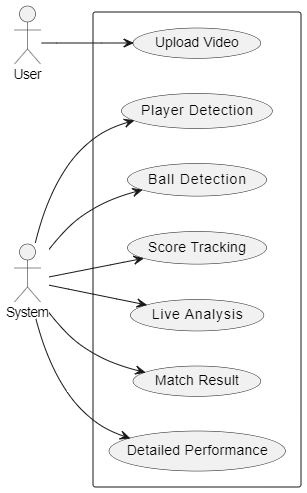 User
Upload Video
Player Detection
Ball Detection
Score Tracking
System
Live Analysis
Match Result
Detailed Performance